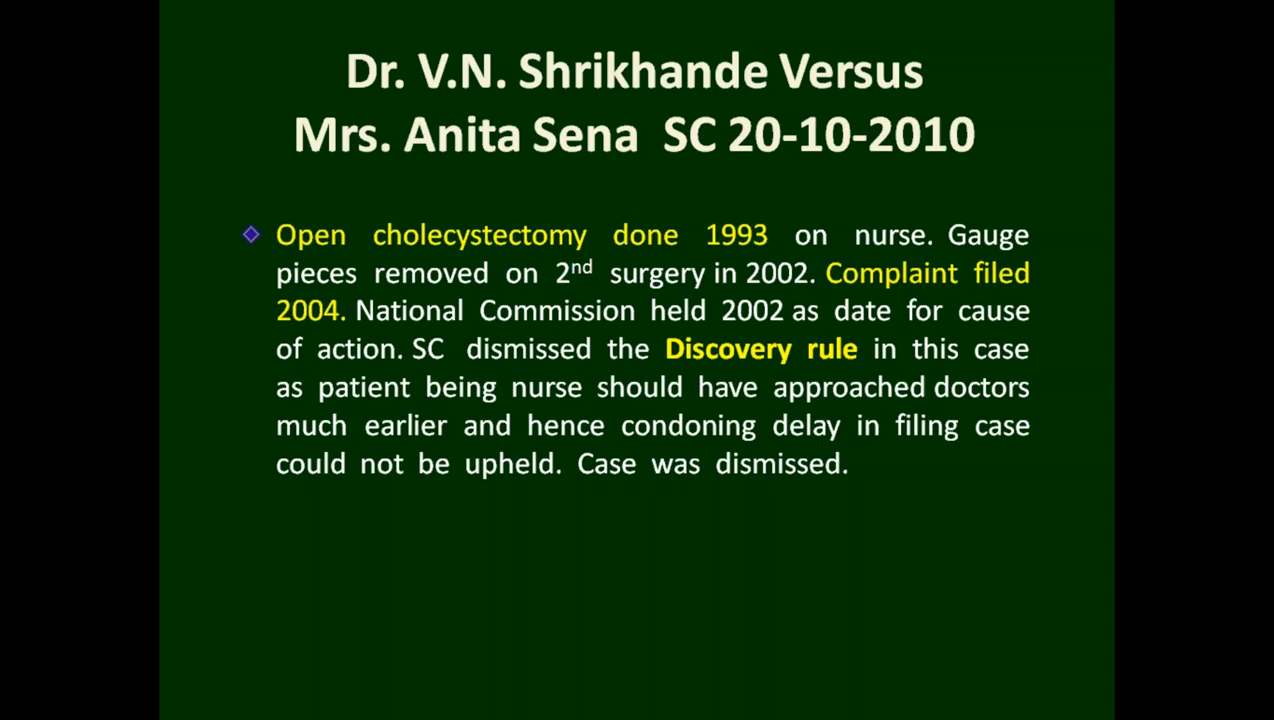 Dr. V.N. Shrikhande Versus
Mrs. Anita Sena SC 20-10-2010
Open cholecystectomy done 1993 on nurse. Gauge
pieces removed on 2nd surgery in 2002. Complaint filed
2004. National Commission held 2002 as date for cause
of action. SC dismissed the Discovery rule in this case
as patient being nurse should have approached doctors
much earlier and hence condoning delay in filing case
could not be upheld. Case was dismissed.